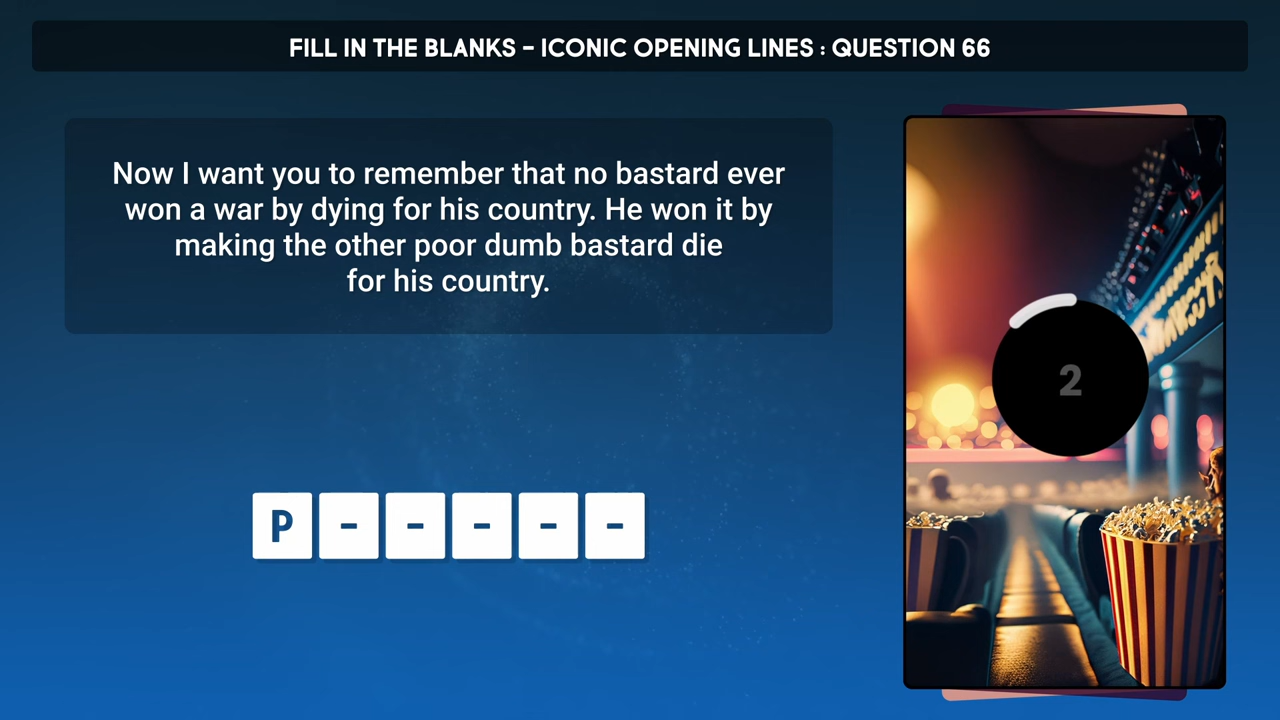 FILL IN THE BLANKS - ICONIC OPENING LINES : QUESTION 66
Now I want you to remember that no bastard ever
won a war by dying for his country. He won it by
making the other poor dumb bastard die
for his country.
2
P - - - - -